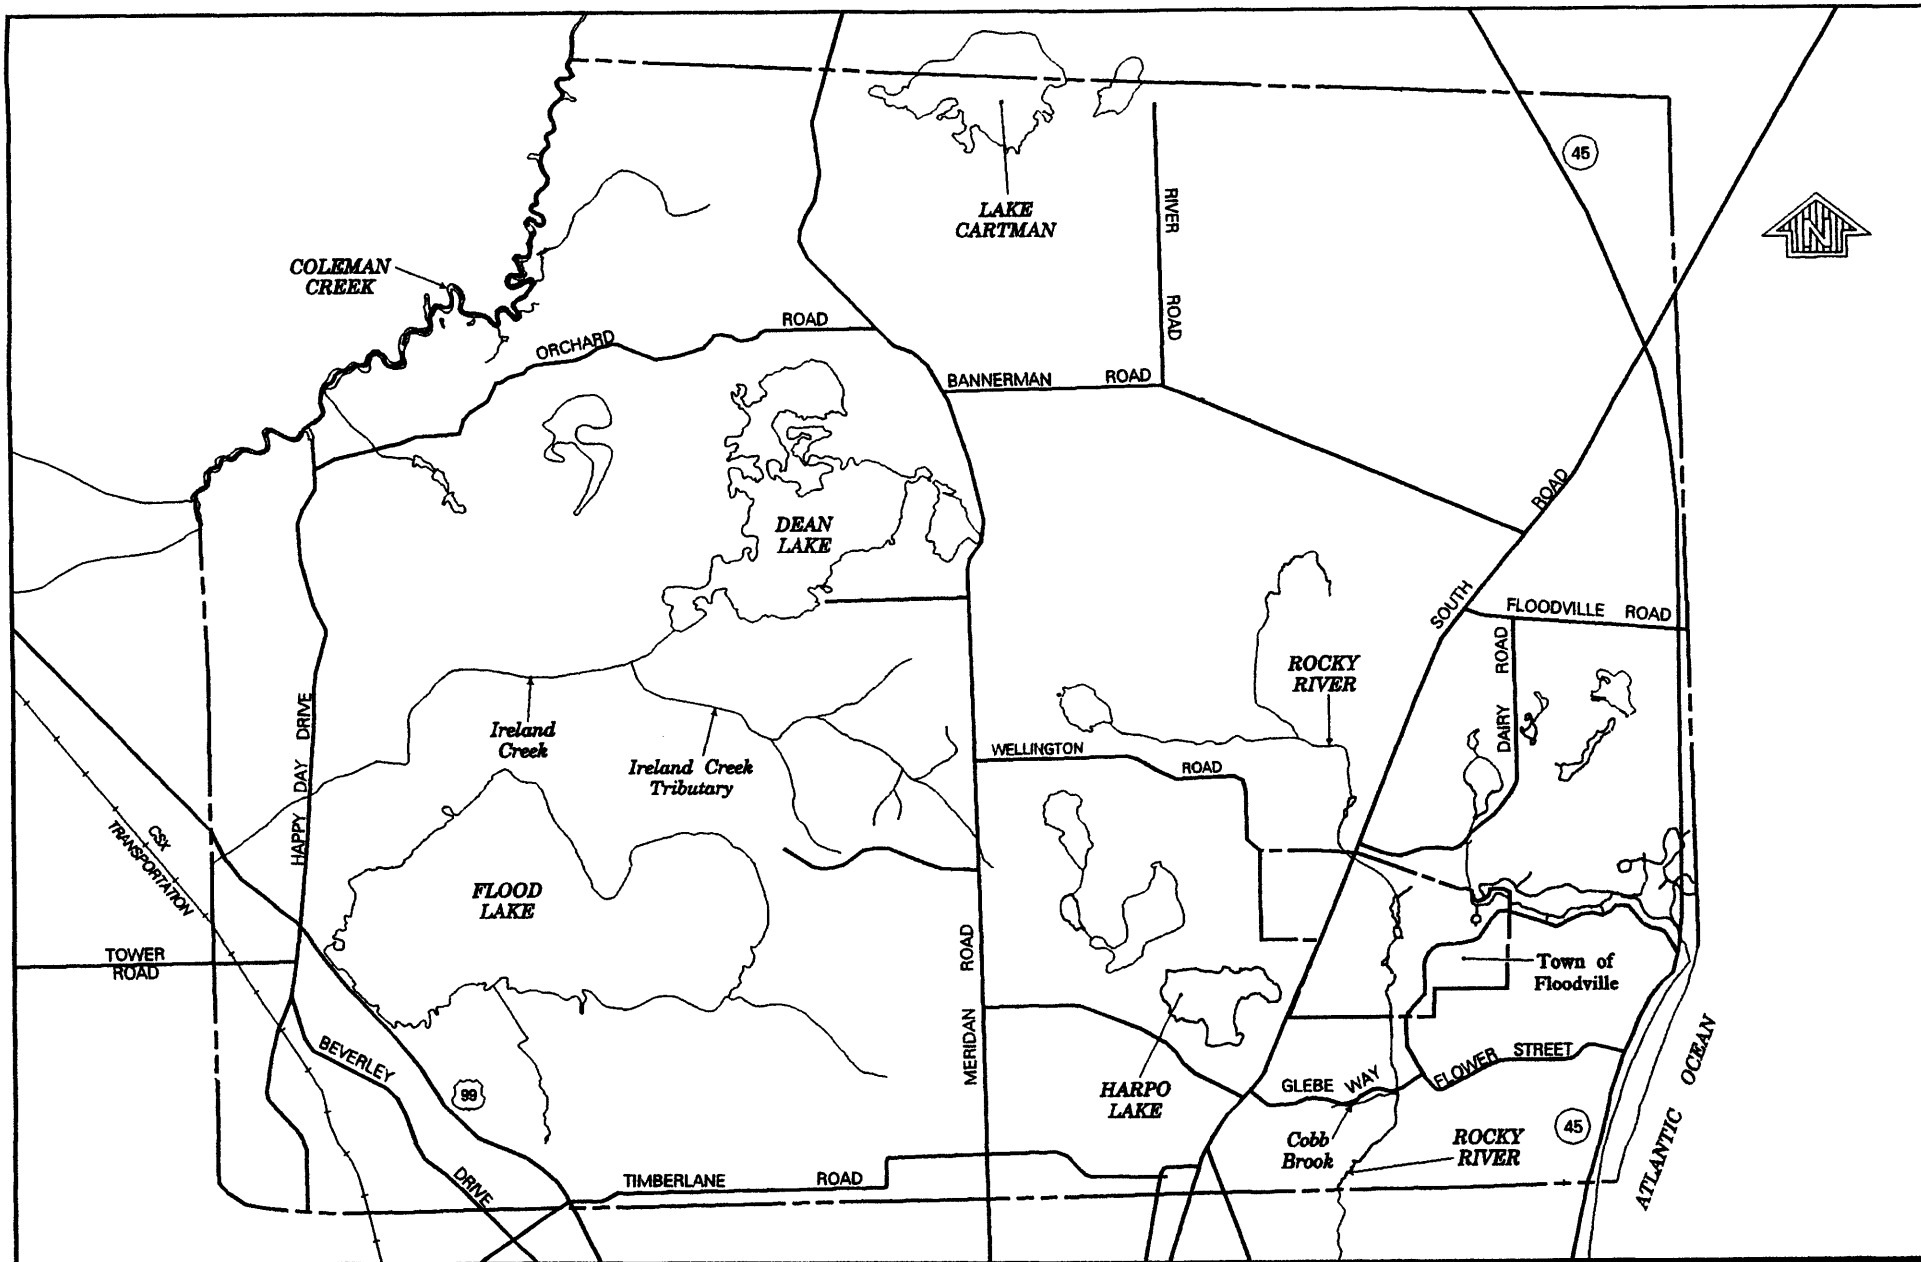 45
N
LAKE
CARTMAN
RIVER
ROAD
COLEMAN
CREEK
ORCHARD
ROAD
BANNERMAN
ROAD
DEAN
LAKE
ROAD
SOUTH
FLOODVILLE ROAD
DAIRY ROAD
ROCKY
RIVER
HAPPY DAY DRIVE
Ireland
Creek
Ireland Creek
Tributary
WELLINGTON
ROAD
CSX
TRANSPORTATION
FLOOD
LAKE
TOWER
ROAD
MERIDAN ROAD
Town of
Floodville
BEVERLEY
DRIVE
99
HARPO
LAKE
GLEBE WAY
FLOWER STREET
Cobb
Brook
ROCKY
RIVER
45
ATLANTIC OCEAN
TIMBERLANE ROAD